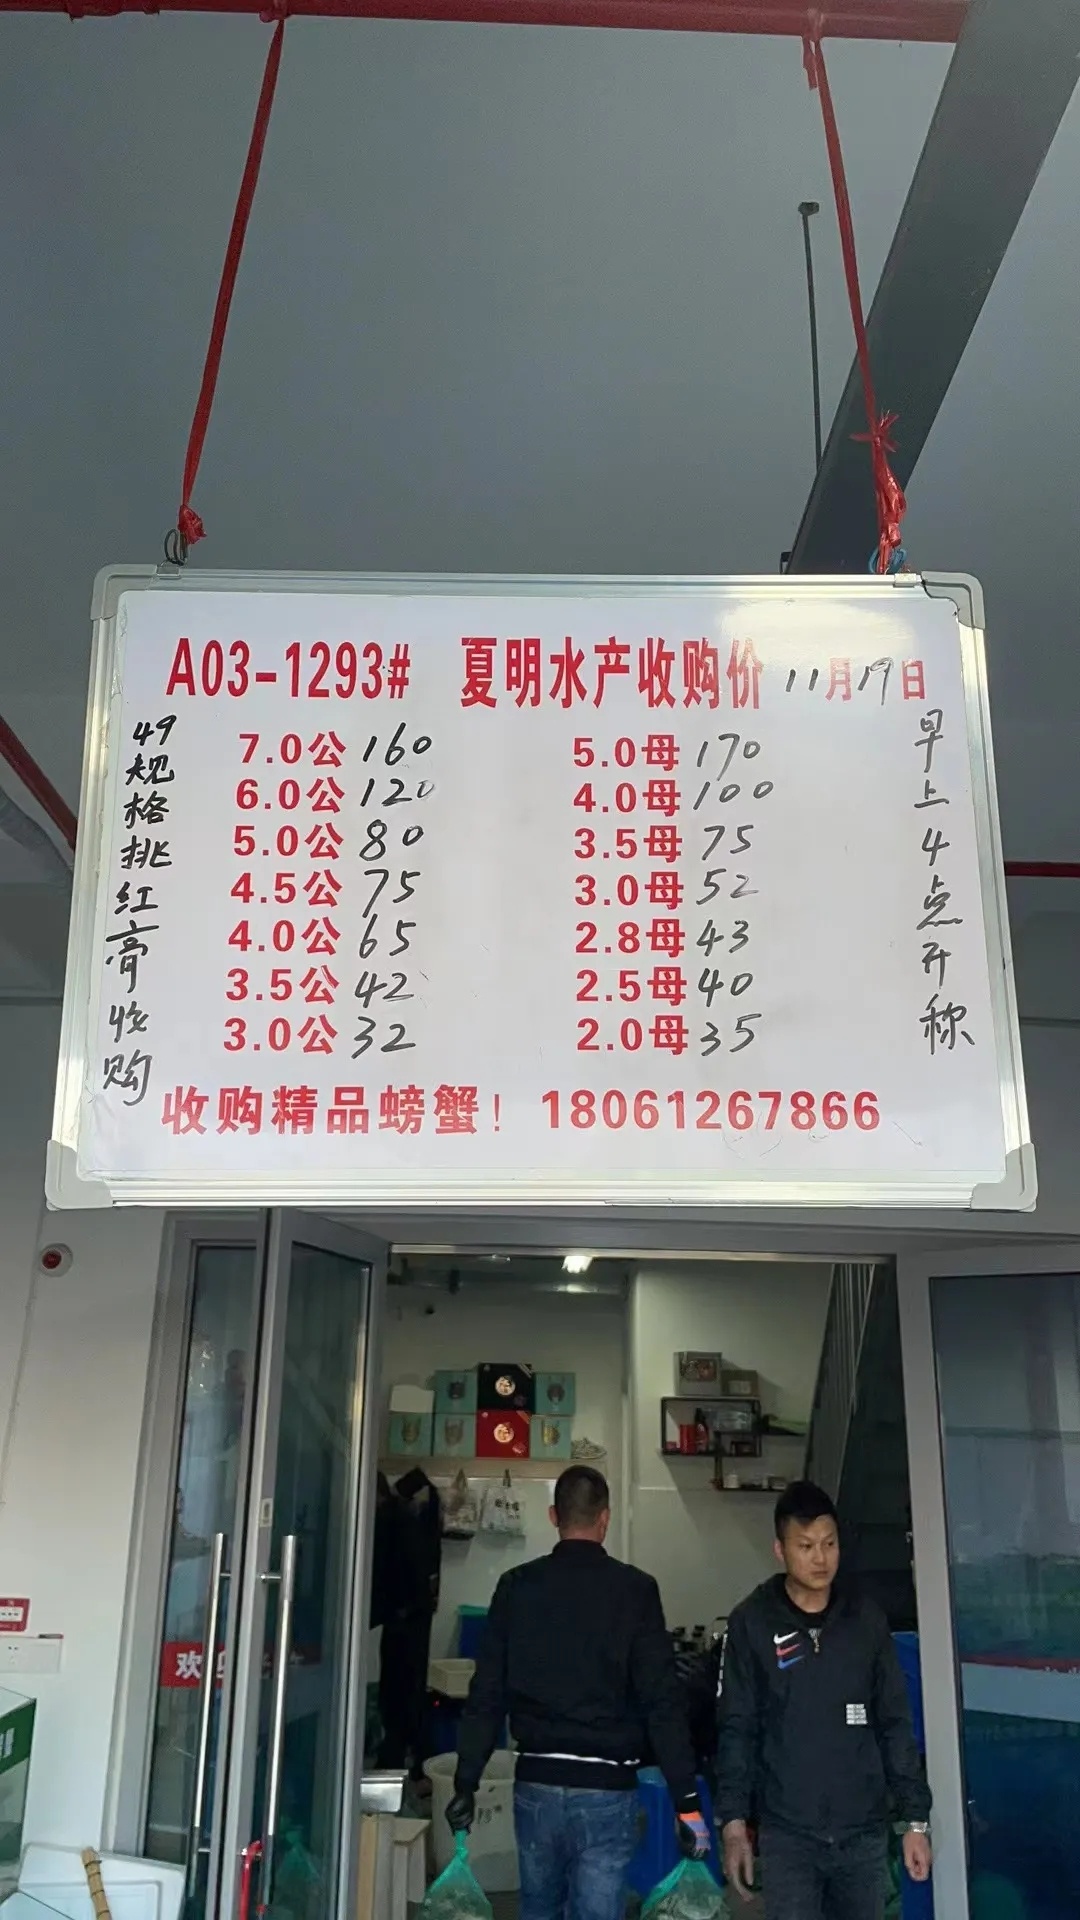 A03-1293# 夏明水产收购价 11月19日
49规格挑红膏收购
7.0公 160
6.0公 120
5.0公 80
4.5公 75
4.0公 65
3.5公 42
3.0公 32
5.0母 170
4.0母 100
3.5母 75
3.0母 52
2.8母 43
2.5母 40
2.0母 35
早上4点开称
收购精品螃蟹! 18061267866
欢